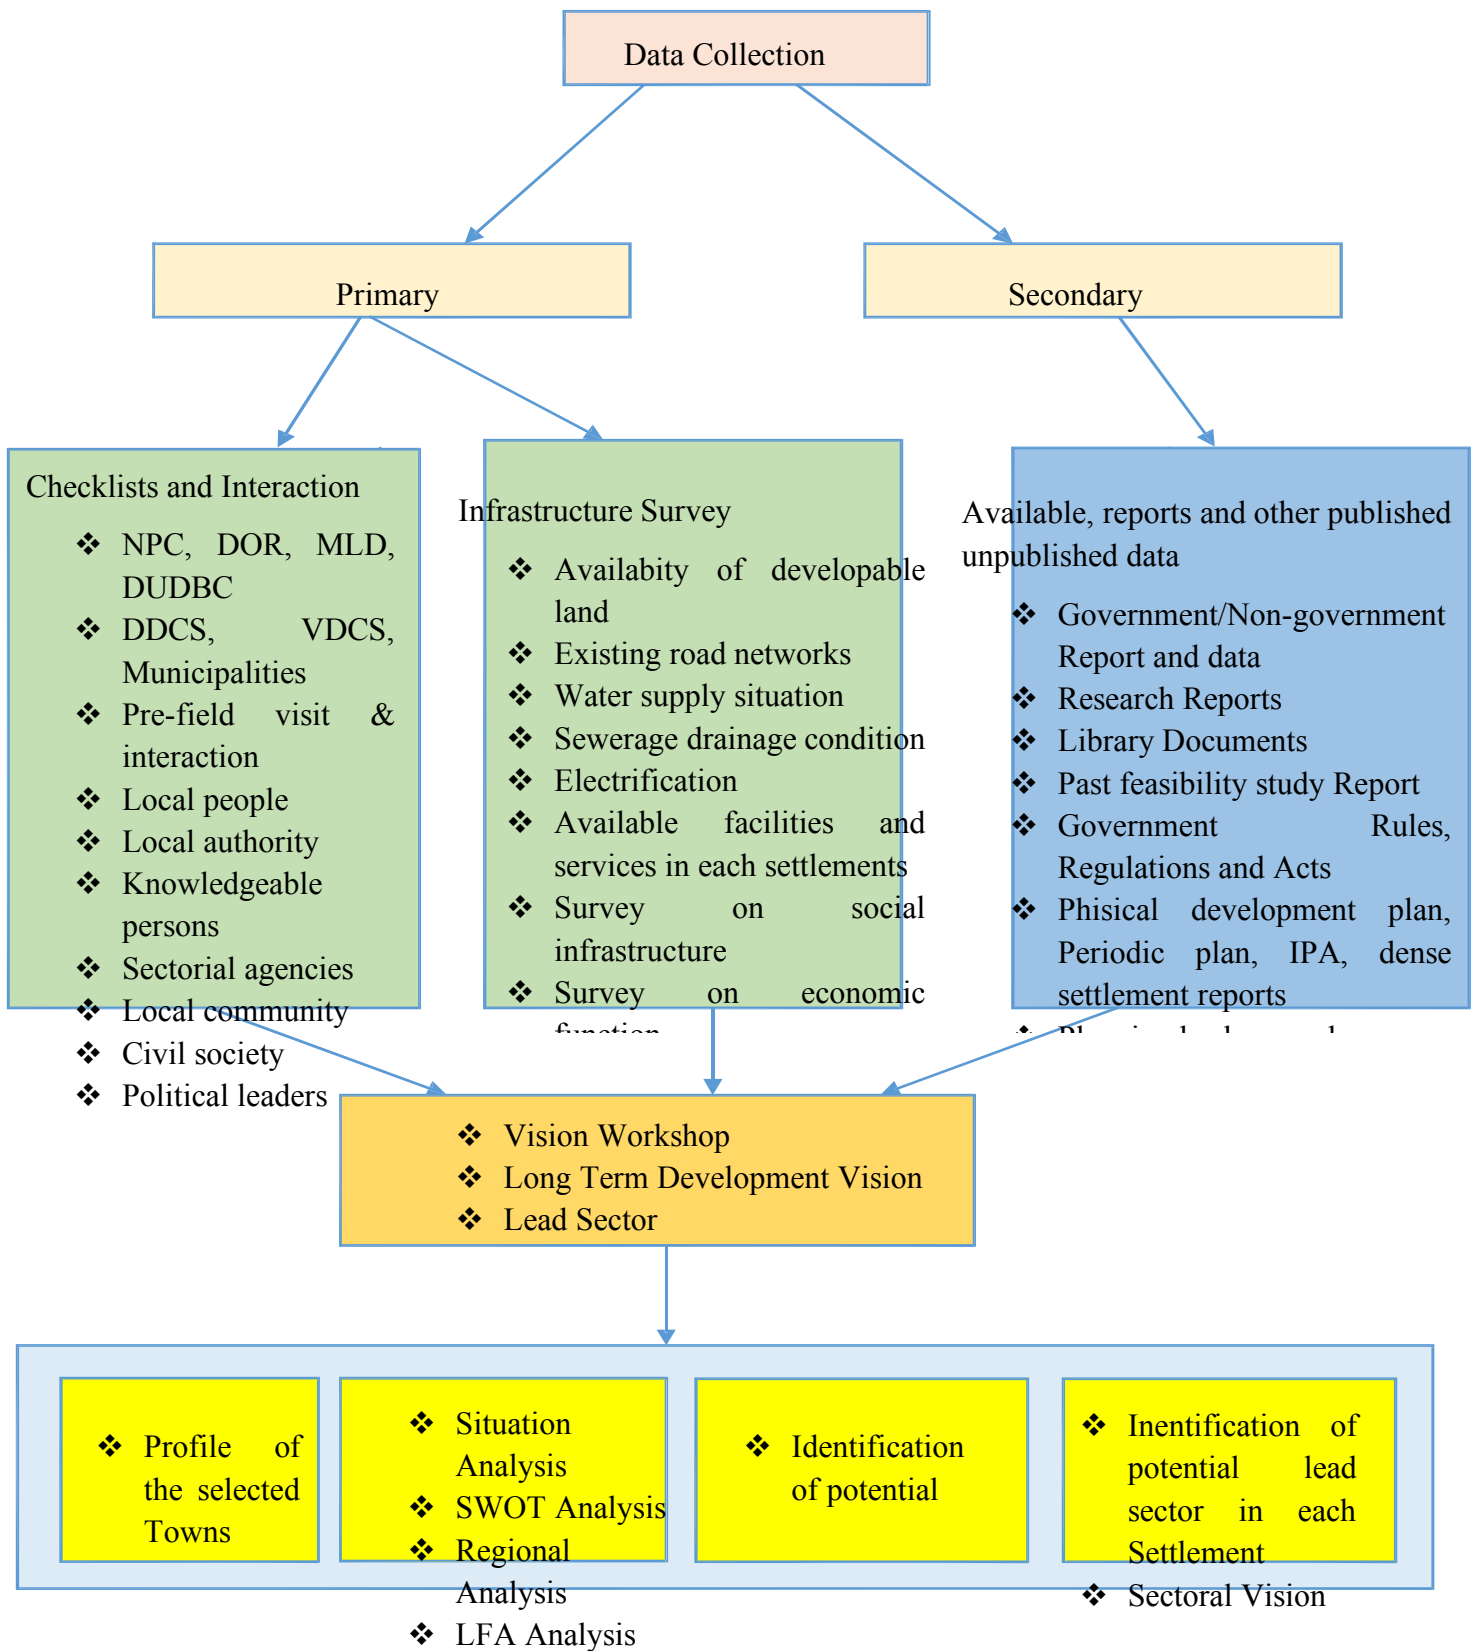 Data Collection
Primary
Secondary
Checklists and Interaction
❖ NPC, DOR, MLD,
DUDBC
❖ DDCS, VDCS,
Municipalities
❖ Pre-field visit &
interaction
❖ Local people
❖ Local authority
❖ Knowledgeable
persons
❖ Sectorial agencies
❖ Local community
❖ Civil society
❖ Political leaders
Infrastructure Survey
❖ Availabity of developable
land
❖ Existing road networks
❖ Water supply situation
❖ Sewerage drainage condition
❖ Electrification
❖ Available facilities and
services in each settlements
❖ Survey on social
infrastructure
❖ Survey on economic
function
Available, reports and other published
unpublished data
❖ Government/Non-government
Report and data
❖ Research Reports
❖ Library Documents
❖ Past feasibility study Report
❖ Government Rules,
Regulations and Acts
❖ Phisical development plan,
Periodic plan, IPA, dense
settlement reports
❖ Vision Workshop
❖ Long Term Development Vision
❖ Lead Sector
❖ Profile of
the selected
Towns
❖ Situation
Analysis
❖ SWOT Analysis
❖ Regional
Analysis
❖ LFA Analysis
❖ Identification
of potential
❖ Inentification of
potential lead
sector in each
Settlement
❖ Sectoral Vision